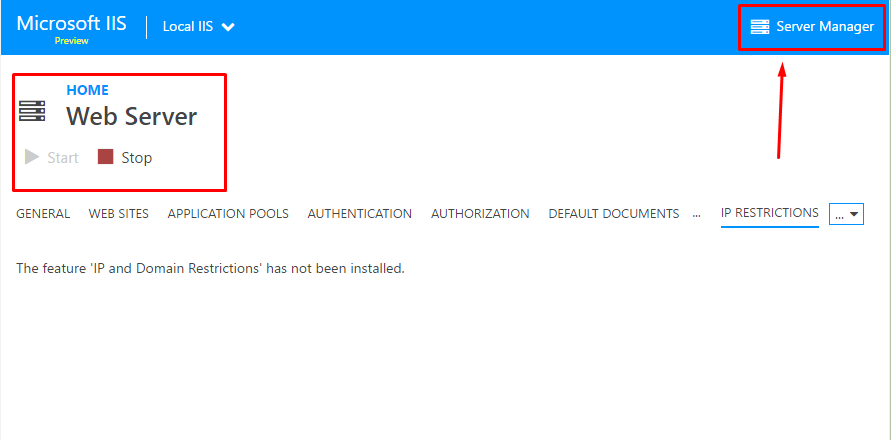 Microsoft IIS
Preview
Local IIS
Server Manager
HOME
Web Server
Start
Stop
GENERAL WEB SITES APPLICATION POOLS AUTHENTICATION AUTHORIZATION DEFAULT DOCUMENTS ... IP RESTRICTIONS ...
The feature 'IP and Domain Restrictions' has not been installed.